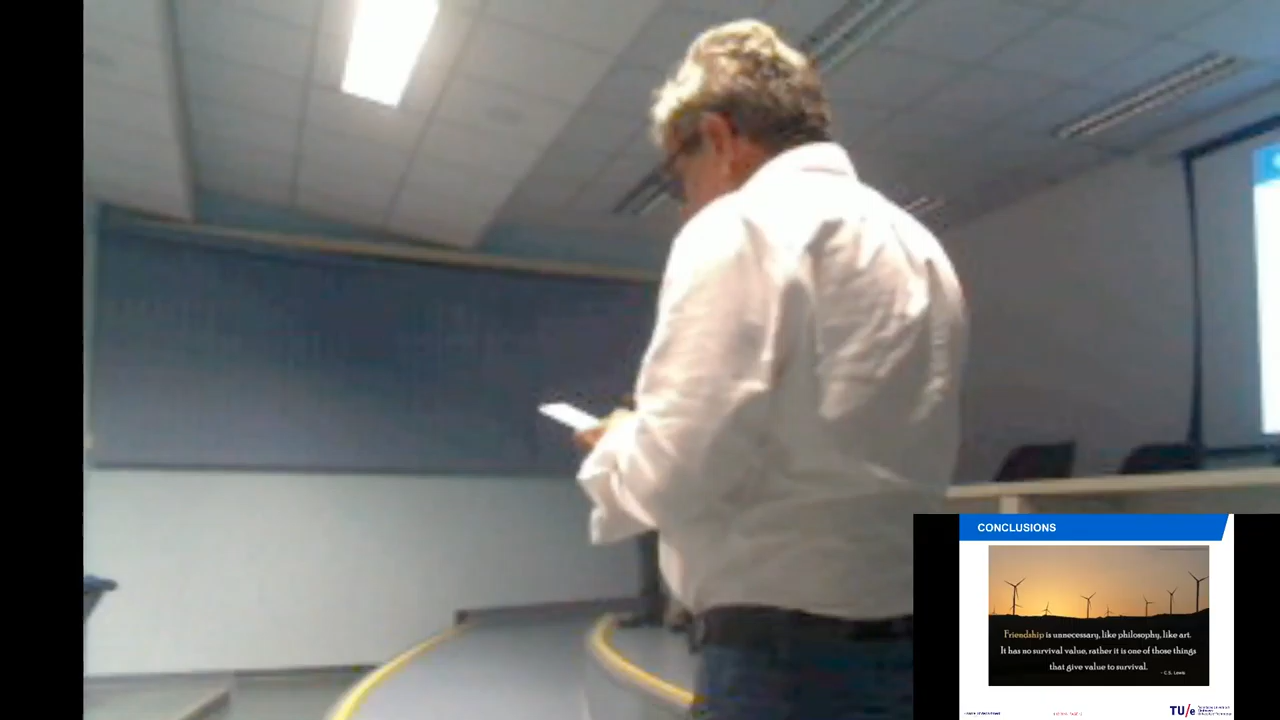 CONCLUSIONS
Friendship is unnecessary, like philosophy, like art.
It has no survival value, rather it is one of those things
that give value to survival.
- C.S. Lewis
TU/e